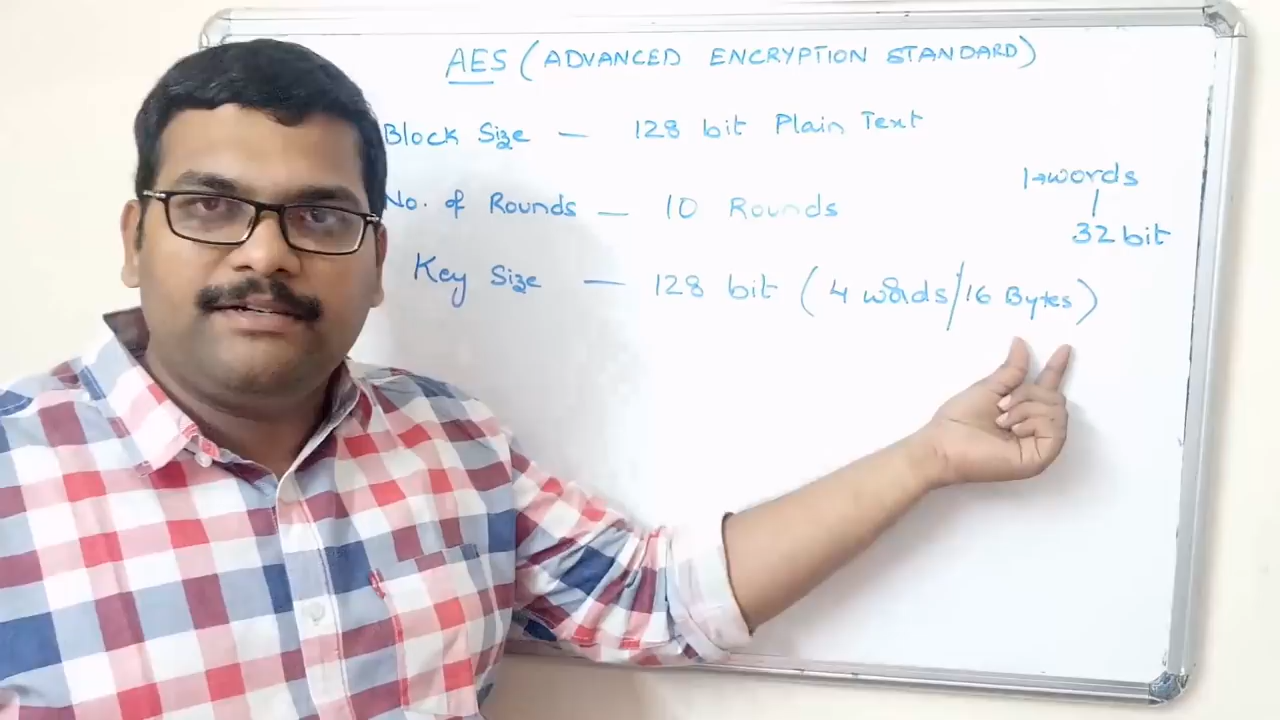 AES (ADVANCED ENCRYPTION STANDARD)
Block Size — 128 bit Plain Text
No. of Rounds — 10 Rounds
1→words
32 bit
Key Size — 128 bit (4 words/16 Bytes)